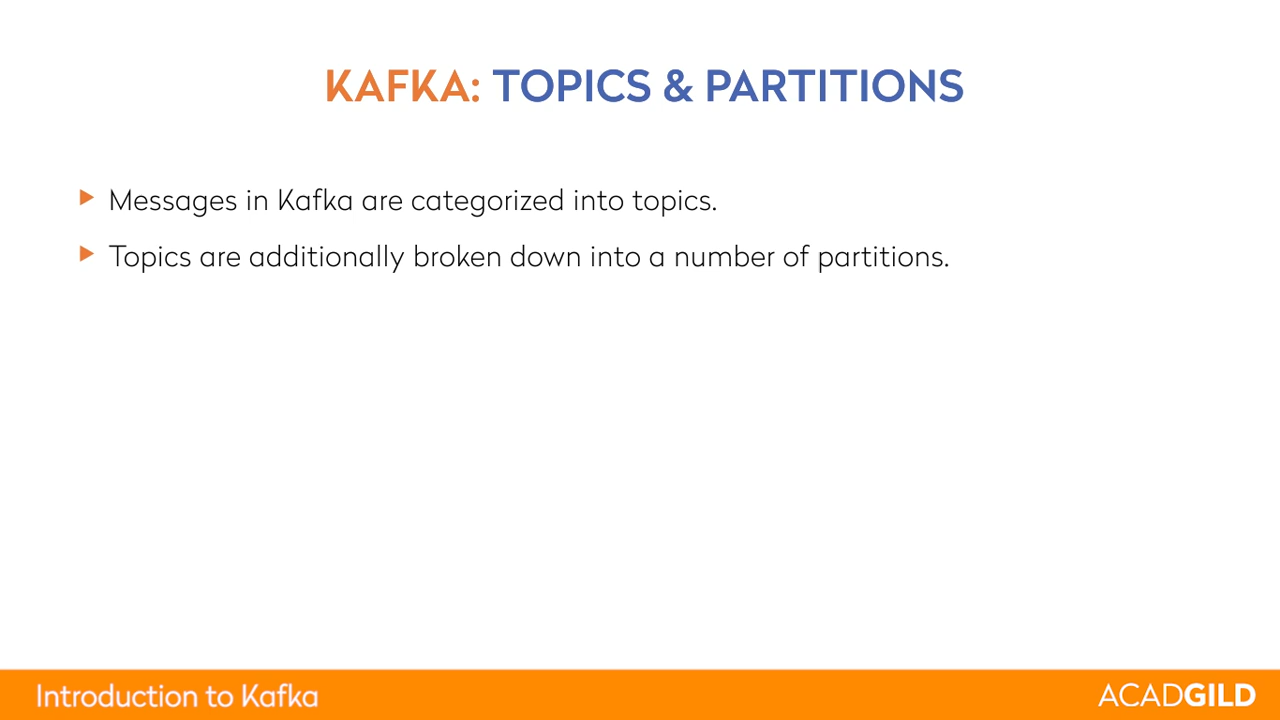 KAFKA: TOPICS & PARTITIONS
Messages in Kafka are categorized into topics.
Topics are additionally broken down into a number of partitions.
Introduction to Kafka
ACADGILD